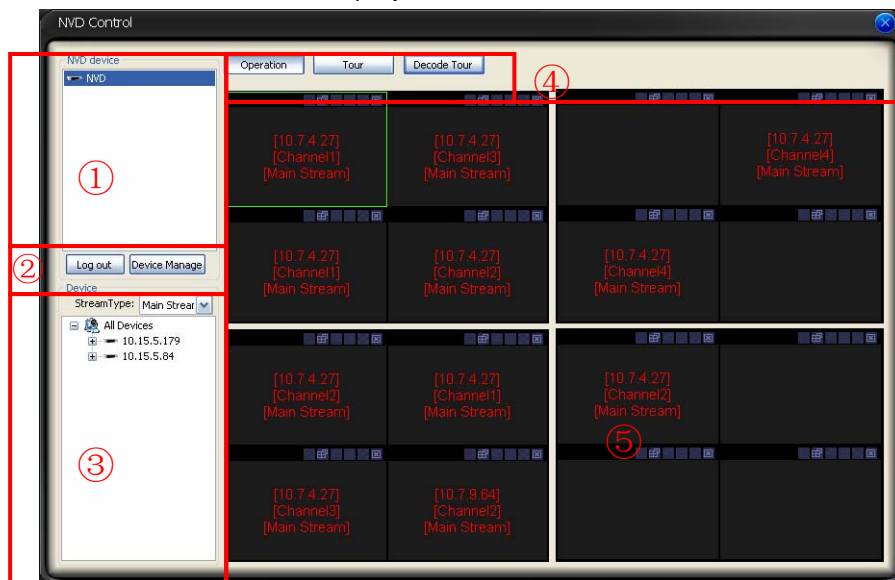 NVD Control
NVD device
NVD
①
②
Log out
Device Manage
Device
StreamType:
Main Strear
All Devices
10.15.5.179
10.15.5.84
③
Operation
Tour
Decode Tour
④
[10.7.4.27]
[Channel1]
[Main Stream]
[10.7.4.27]
[Channel3]
[Main Stream]
[10.7.4.27]
[Channel4]
[Main Stream]
[10.7.4.27]
[Channel1]
[Main Stream]
[10.7.4.27]
[Channel2]
[Main Stream]
[10.7.4.27]
[Channel4]
[Main Stream]
[10.7.4.27]
[Channel2]
[Main Stream]
[10.7.4.27]
[Channel1]
[Main Stream]
[10.7.4.27]
[Channel2]
[Main Stream]
⑤
[10.7.4.27]
[Channel3]
[Main Stream]
[10.7.9.64]
[Channel2]
[Main Stream]